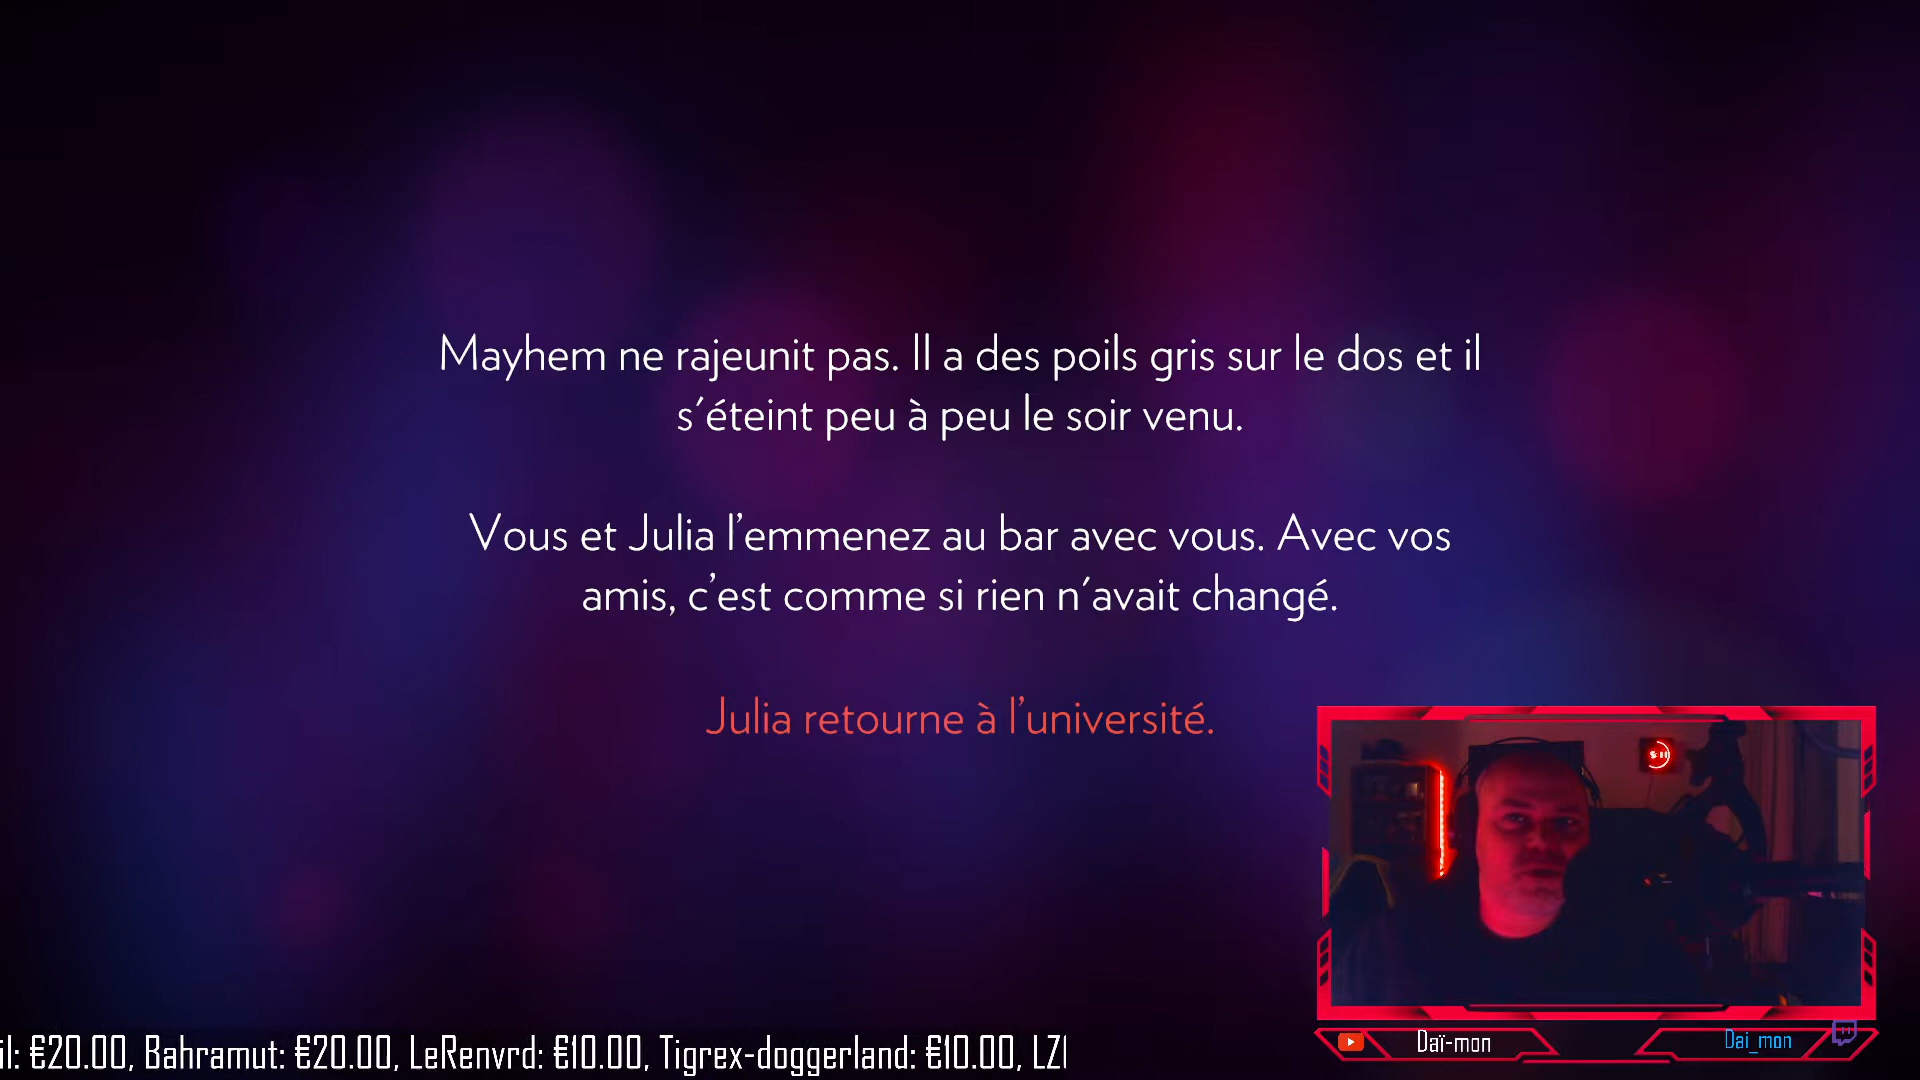 Mayhem ne rajeunit pas. Il a des poils gris sur le dos et il
s'éteint peu à peu le soir venu.
Vous et Julia l'emmenez au bar avec vous. Avec vos
amis, c'est comme si rien n'avait changé.
Julia retourne à l'université.
il: €20.00, Bahramut: €20.00, LeRenvrd: €10.00, Tigrex-doggerland: €10.00, LZ
Daï-mon
Dai_mon